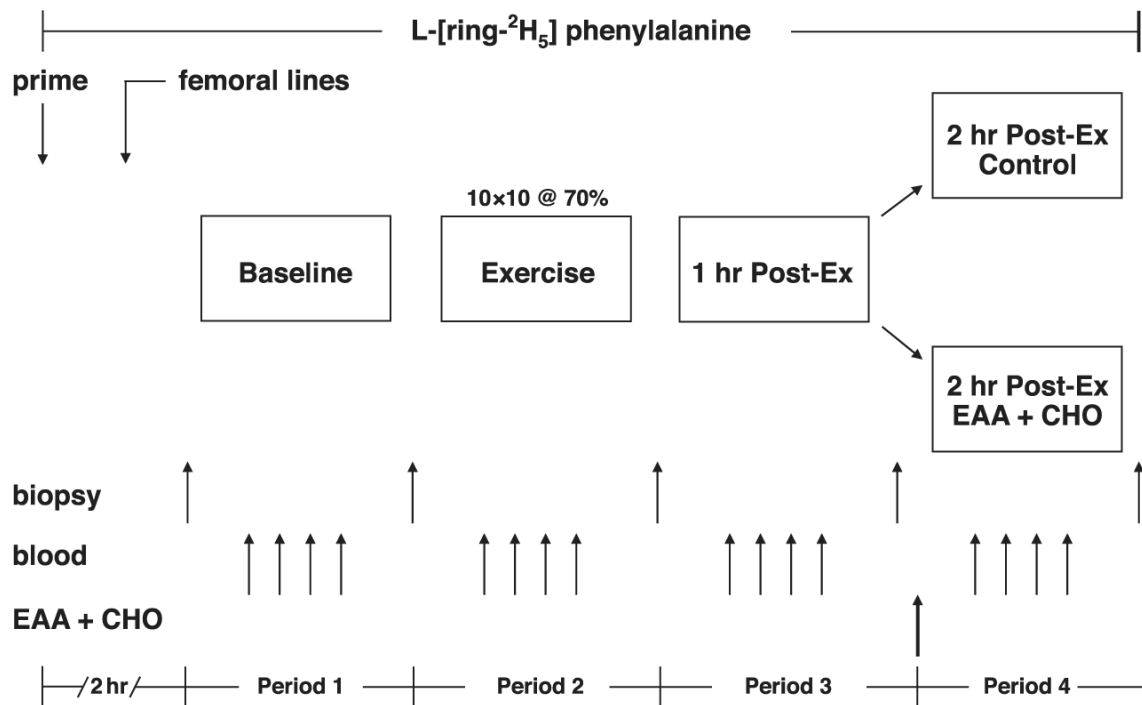 L-[ring-²H₅] phenylalanine
prime
femoral lines
2 hr Post-Ex
Control
10×10 @ 70%
Baseline
Exercise
1 hr Post-Ex
2 hr Post-Ex
EAA + CHO
biopsy
blood
EAA + CHO
2 hr
Period 1
Period 2
Period 3
Period 4